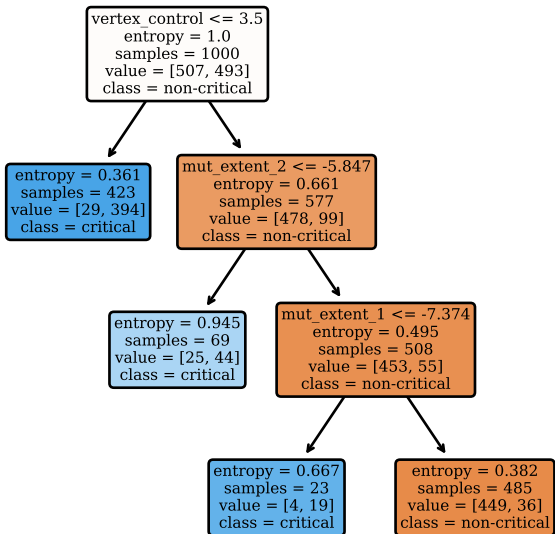 vertex_control <= 3.5
entropy = 1.0
samples = 1000
value = [507, 493]
class = non-critical
entropy = 0.361
samples = 423
value = [29, 394]
class = critical
mut_extent_2 <= -5.847
entropy = 0.661
samples = 577
value = [478, 99]
class = non-critical
entropy = 0.945
samples = 69
value = [25, 44]
class = critical
mut_extent_1 <= -7.374
entropy = 0.495
samples = 508
value = [453, 55]
class = non-critical
entropy = 0.667
samples = 23
value = [4, 19]
class = critical
entropy = 0.382
samples = 485
value = [449, 36]
class = non-critical